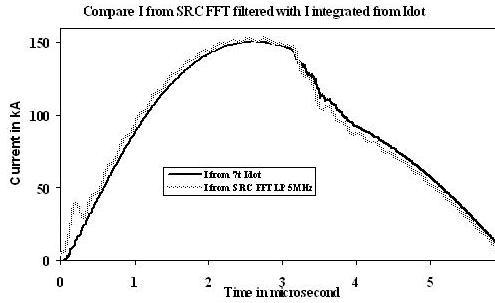 Compare I from SRC FFT filtered with I integrated from Idot
150
100
50
0
Current in kA
I from 7t Idot
I from SRC FFT LP 5MHz
0 1 2 3 4 5
Time in microsecond